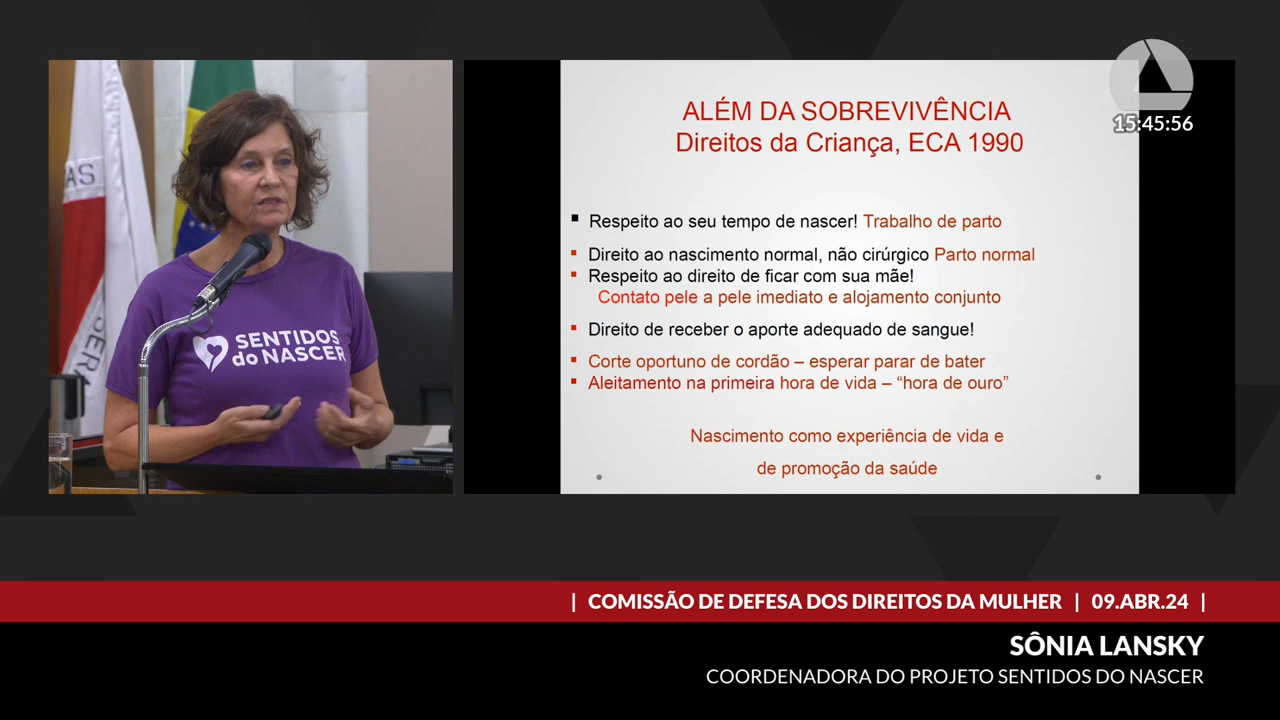 AS
SERM
SENTIDOS
do NASCER
15:45:56
ALÉM DA SOBREVIVÊNCIA
Direitos da Criança, ECA 1990
Respeito ao seu tempo de nascer! Trabalho de parto
Direito ao nascimento normal, não cirúrgico Parto normal
Respeito ao direito de ficar com sua mãe!
Contato pele a pele imediato e alojamento conjunto
Direito de receber o aporte adequado de sangue!
Corte oportuno de cordão – esperar parar de bater
Aleitamento na primeira hora de vida – “hora de ouro”
Nascimento como experiência de vida e
de promoção da saúde
| COMISSÃO DE DEFESA DOS DIREITOS DA MULHER | 09.ABR.24 |
SÔNIA LANSKY
COORDENADORA DO PROJETO SENTIDOS DO NASCER